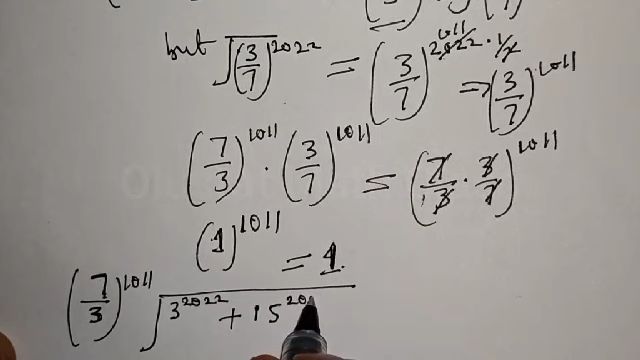 but √(3/7)^2022 = (3/7)^2022 · 1/2 1011 ⇒ (3/7)^1011
(7/3)^1011 · (3/7)^1011 = (7/3 · 3/7)^1011
(1)^1011 = 1
(7/3)^1011 √3^2022 + 15^20